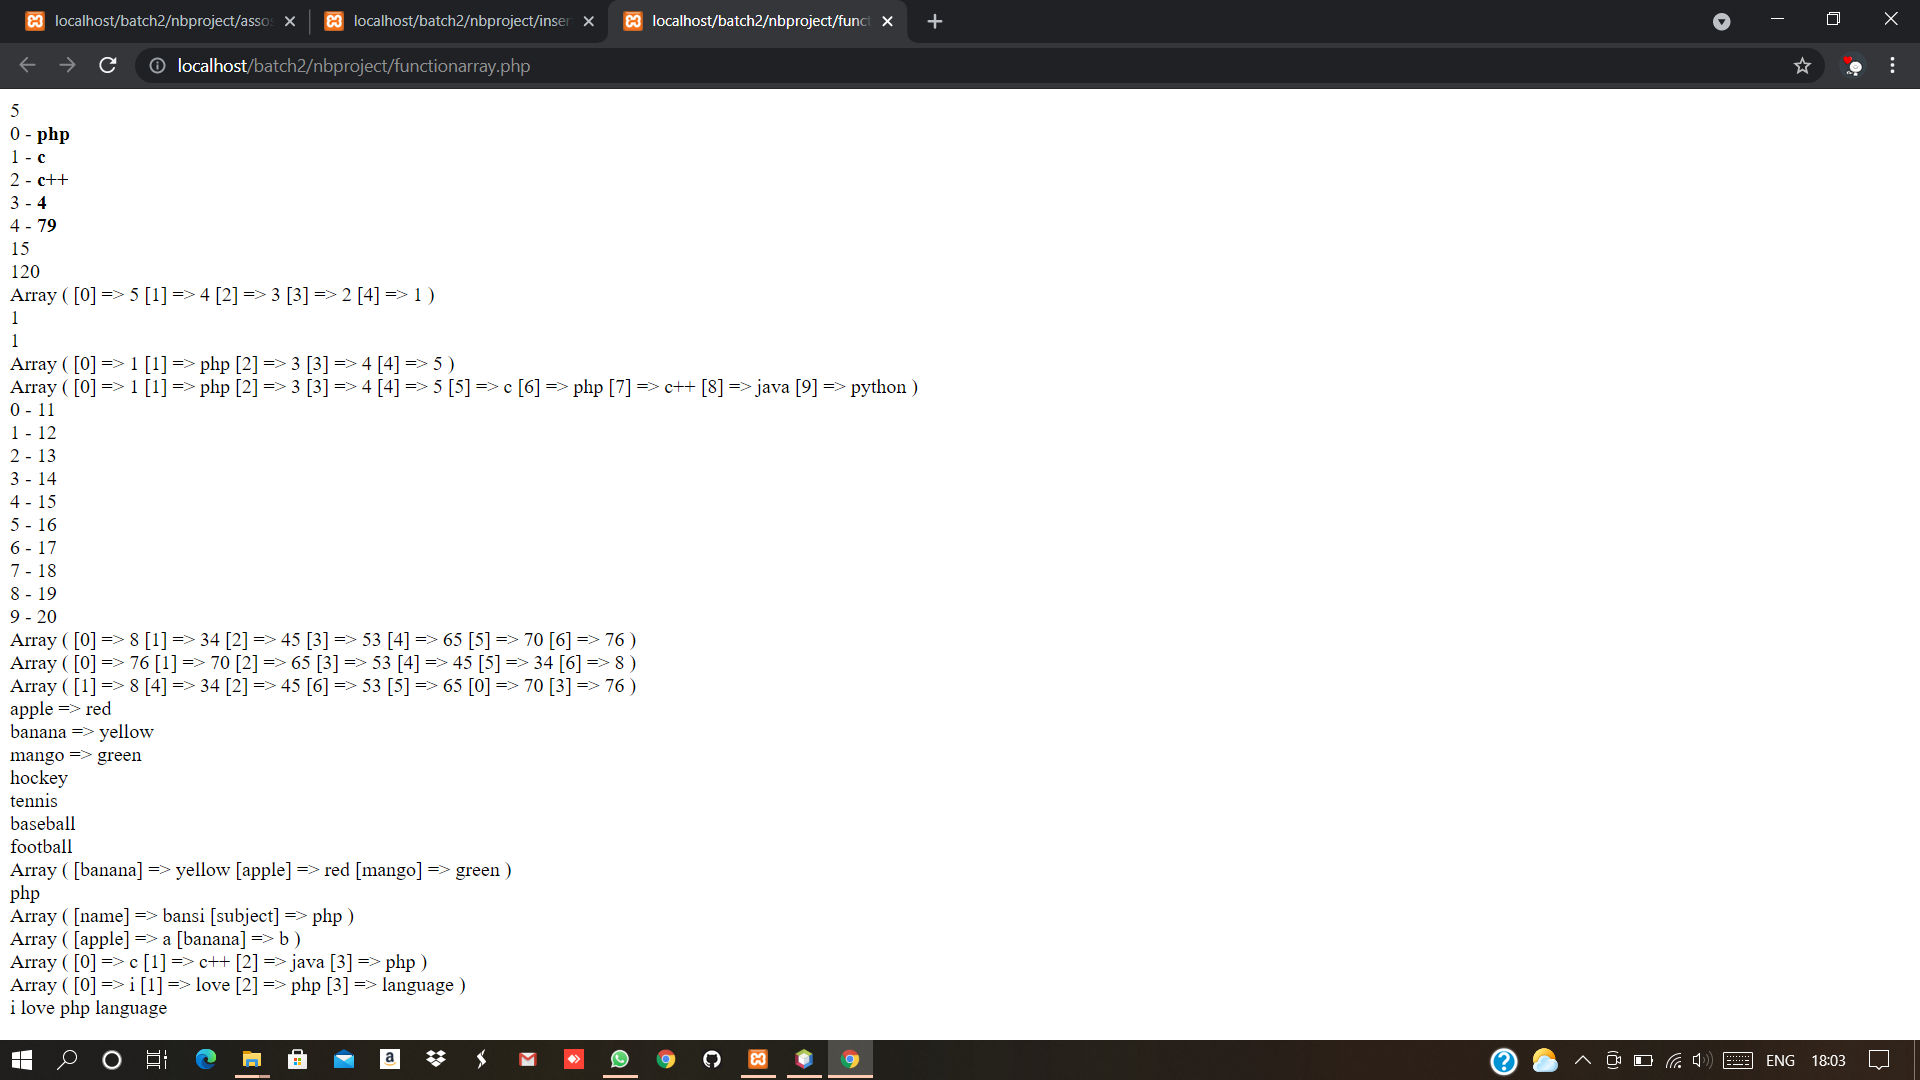 localhost/batch2/nbproject/asso
localhost/batch2/nbproject/inser
localhost/batch2/nbproject/funct
localhost/batch2/nbproject/functionarray.php
5
0 - php
1 - c
2 - c++
3 - 4
4 - 79
15
120
Array ( [0] => 5 [1] => 4 [2] => 3 [3] => 2 [4] => 1 )
1
1
Array ( [0] => 1 [1] => php [2] => 3 [3] => 4 [4] => 5 )
Array ( [0] => 1 [1] => php [2] => 3 [3] => 4 [4] => 5 [5] => c [6] => php [7] => c++ [8] => java [9] => python )
0 - 11
1 - 12
2 - 13
3 - 14
4 - 15
5 - 16
6 - 17
7 - 18
8 - 19
9 - 20
Array ( [0] => 8 [1] => 34 [2] => 45 [3] => 53 [4] => 65 [5] => 70 [6] => 76 )
Array ( [0] => 76 [1] => 70 [2] => 65 [3] => 53 [4] => 45 [5] => 34 [6] => 8 )
Array ( [1] => 8 [4] => 34 [2] => 45 [6] => 53 [5] => 65 [0] => 70 [3] => 76 )
apple => red
banana => yellow
mango => green
hockey
tennis
baseball
football
Array ( [banana] => yellow [apple] => red [mango] => green )
php
Array ( [name] => bansi [subject] => php )
Array ( [apple] => a [banana] => b )
Array ( [0] => c [1] => c++ [2] => java [3] => php )
Array ( [0] => i [1] => love [2] => php [3] => language )
i love php language
ENG 18:03